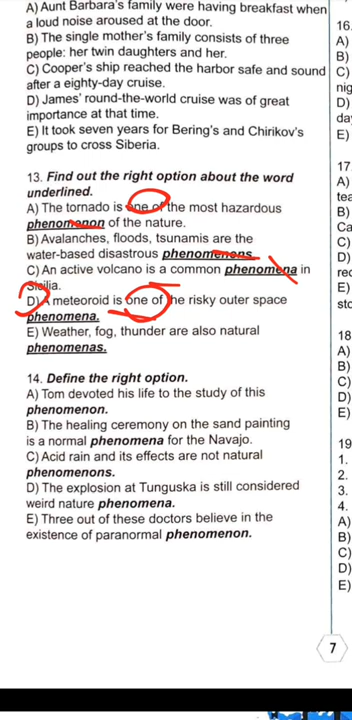 A) Aunt Barbara's family were having breakfast when
a loud noise aroused at the door.
B) The single mother's family consists of three
people: her twin daughters and her.
C) Cooper's ship reached the harbor safe and sound
after a eighty-day cruise.
D) James' round-the-world cruise was of great
importance at that time.
E) It took seven years for Bering's and Chirikov's
groups to cross Siberia.
13. Find out the right option about the word
underlined.
A) The tornado is one of the most hazardous
phenomenon of the nature.
B) Avalanches, floods, tsunamis are the
water-based disastrous phenomenons.
C) An active volcano is a common phenomena in
Sicilia.
D) A meteoroid is one of the risky outer space
phenomena.
E) Weather, fog, thunder are also natural
phenomenas.
14. Define the right option.
A) Tom devoted his life to the study of this
phenomenon.
B) The healing ceremony on the sand painting
is a normal phenomena for the Navajo.
C) Acid rain and its effects are not natural
phenomenons.
D) The explosion at Tunguska is still considered
weird nature phenomena.
E) Three out of these doctors believe in the
existence of paranormal phenomenon.
16.
A)
B)
C)
nig
D)
E)
17
A)
B)
C)
D)
E)
18
A)
B)
C)
D)
E)
19
1.
2.
3.
4.
A)
B)
C)
D)
E)
7